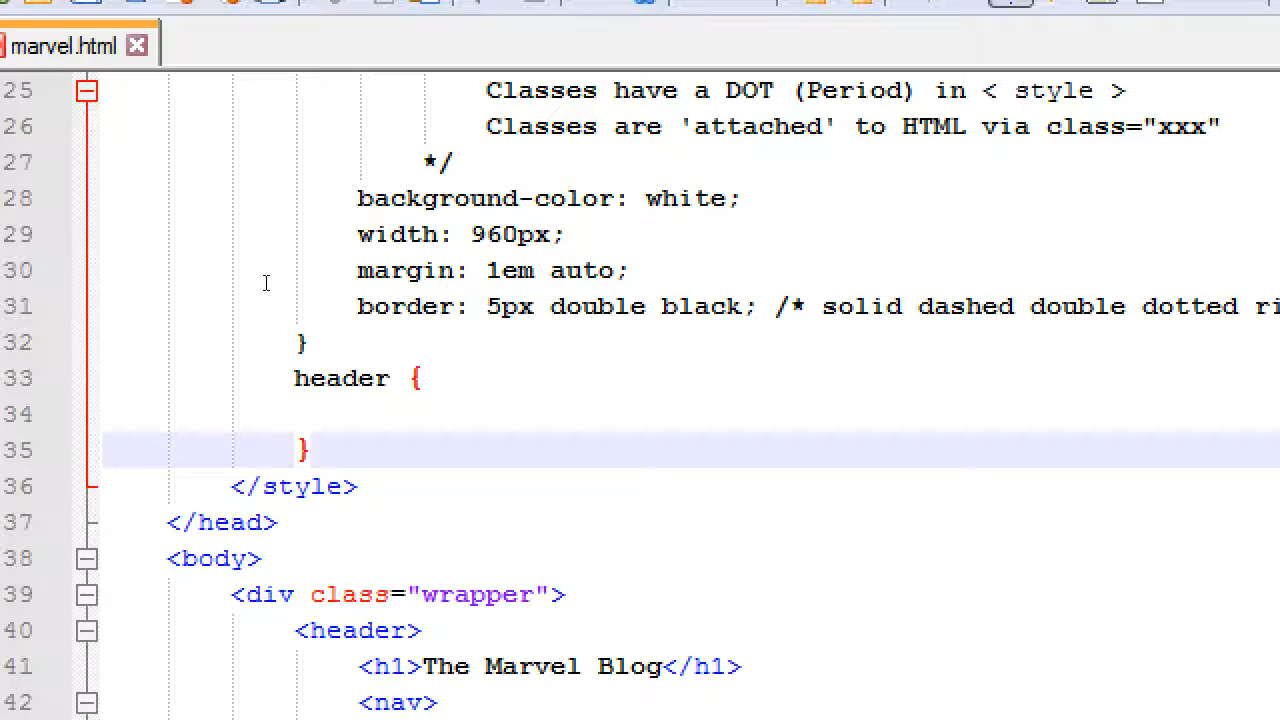 marvel.html
25 Classes have a DOT (Period) in < style >
26 Classes are 'attached' to HTML via class="xxx"
27 */
28 background-color: white;
29 width: 960px;
30 margin: 1em auto;
31 border: 5px double black; /* solid dashed double dotted
32 }
33 header {
34
35 }
36 </style>
37 </head>
38 <body>
39 <div class="wrapper">
40 <header>
41 <h1>The Marvel Blog</h1>
42 <nav>